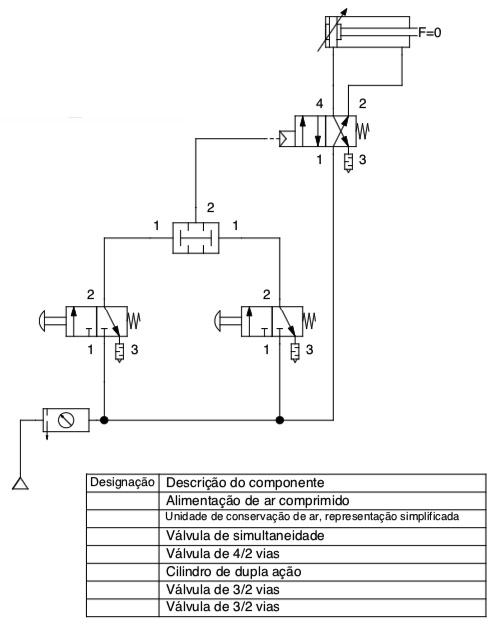 F=0
4 2
1 3
2
1 1
2 2
1 3 1 3
Designação Descrição do componente
Alimentação de ar comprimido
Unidade de conservação de ar, representação simplificada
Válvula de simultaneidade
Válvula de 4/2 vias
Cilindro de dupla ação
Válvula de 3/2 vias
Válvula de 3/2 vias